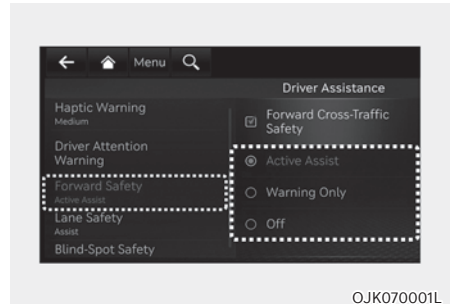 Menu
Driver Assistance
Haptic Warning
Medium
Driver Attention
Warning
Forward Safety
Active Assist
Lane Safety
Assist
Blind-Spot Safety
Forward Cross-Traffic
Safety
Active Assist
Warning Only
Off
OJK070001L